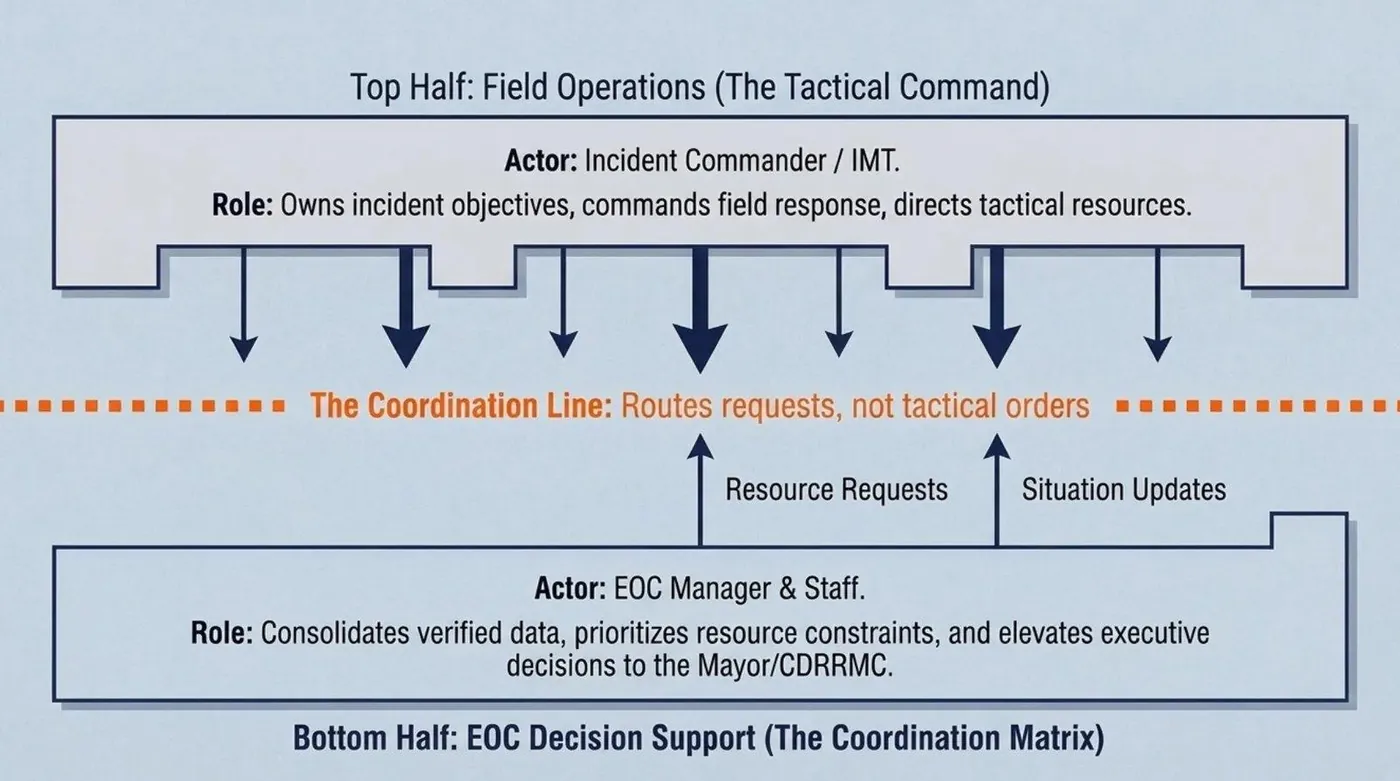 Top Half: Field Operations (The Tactical Command)
Actor: Incident Commander / IMT.
Role: Owns incident objectives, commands field response, directs tactical resources.
The Coordination Line: Routes requests, not tactical orders
Resource Requests
Situation Updates
Actor: EOC Manager & Staff.
Role: Consolidates verified data, prioritizes resource constraints, and elevates executive
decisions to the Mayor/CDRRMC.
Bottom Half: EOC Decision Support (The Coordination Matrix)